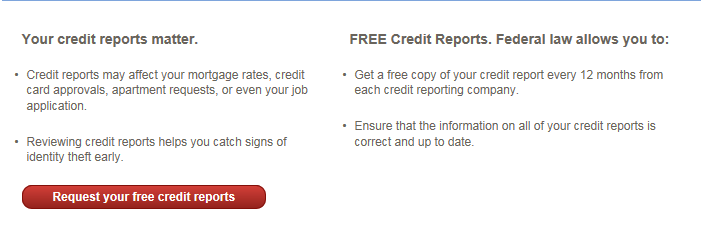 Your credit reports matter.
• Credit reports may affect your mortgage rates, credit
card approvals, apartment requests, or even your job
application.
• Reviewing credit reports helps you catch signs of
identity theft early.
Request your free credit reports
FREE Credit Reports. Federal law allows you to:
• Get a free copy of your credit report every 12 months from
each credit reporting company.
• Ensure that the information on all of your credit reports is
correct and up to date.